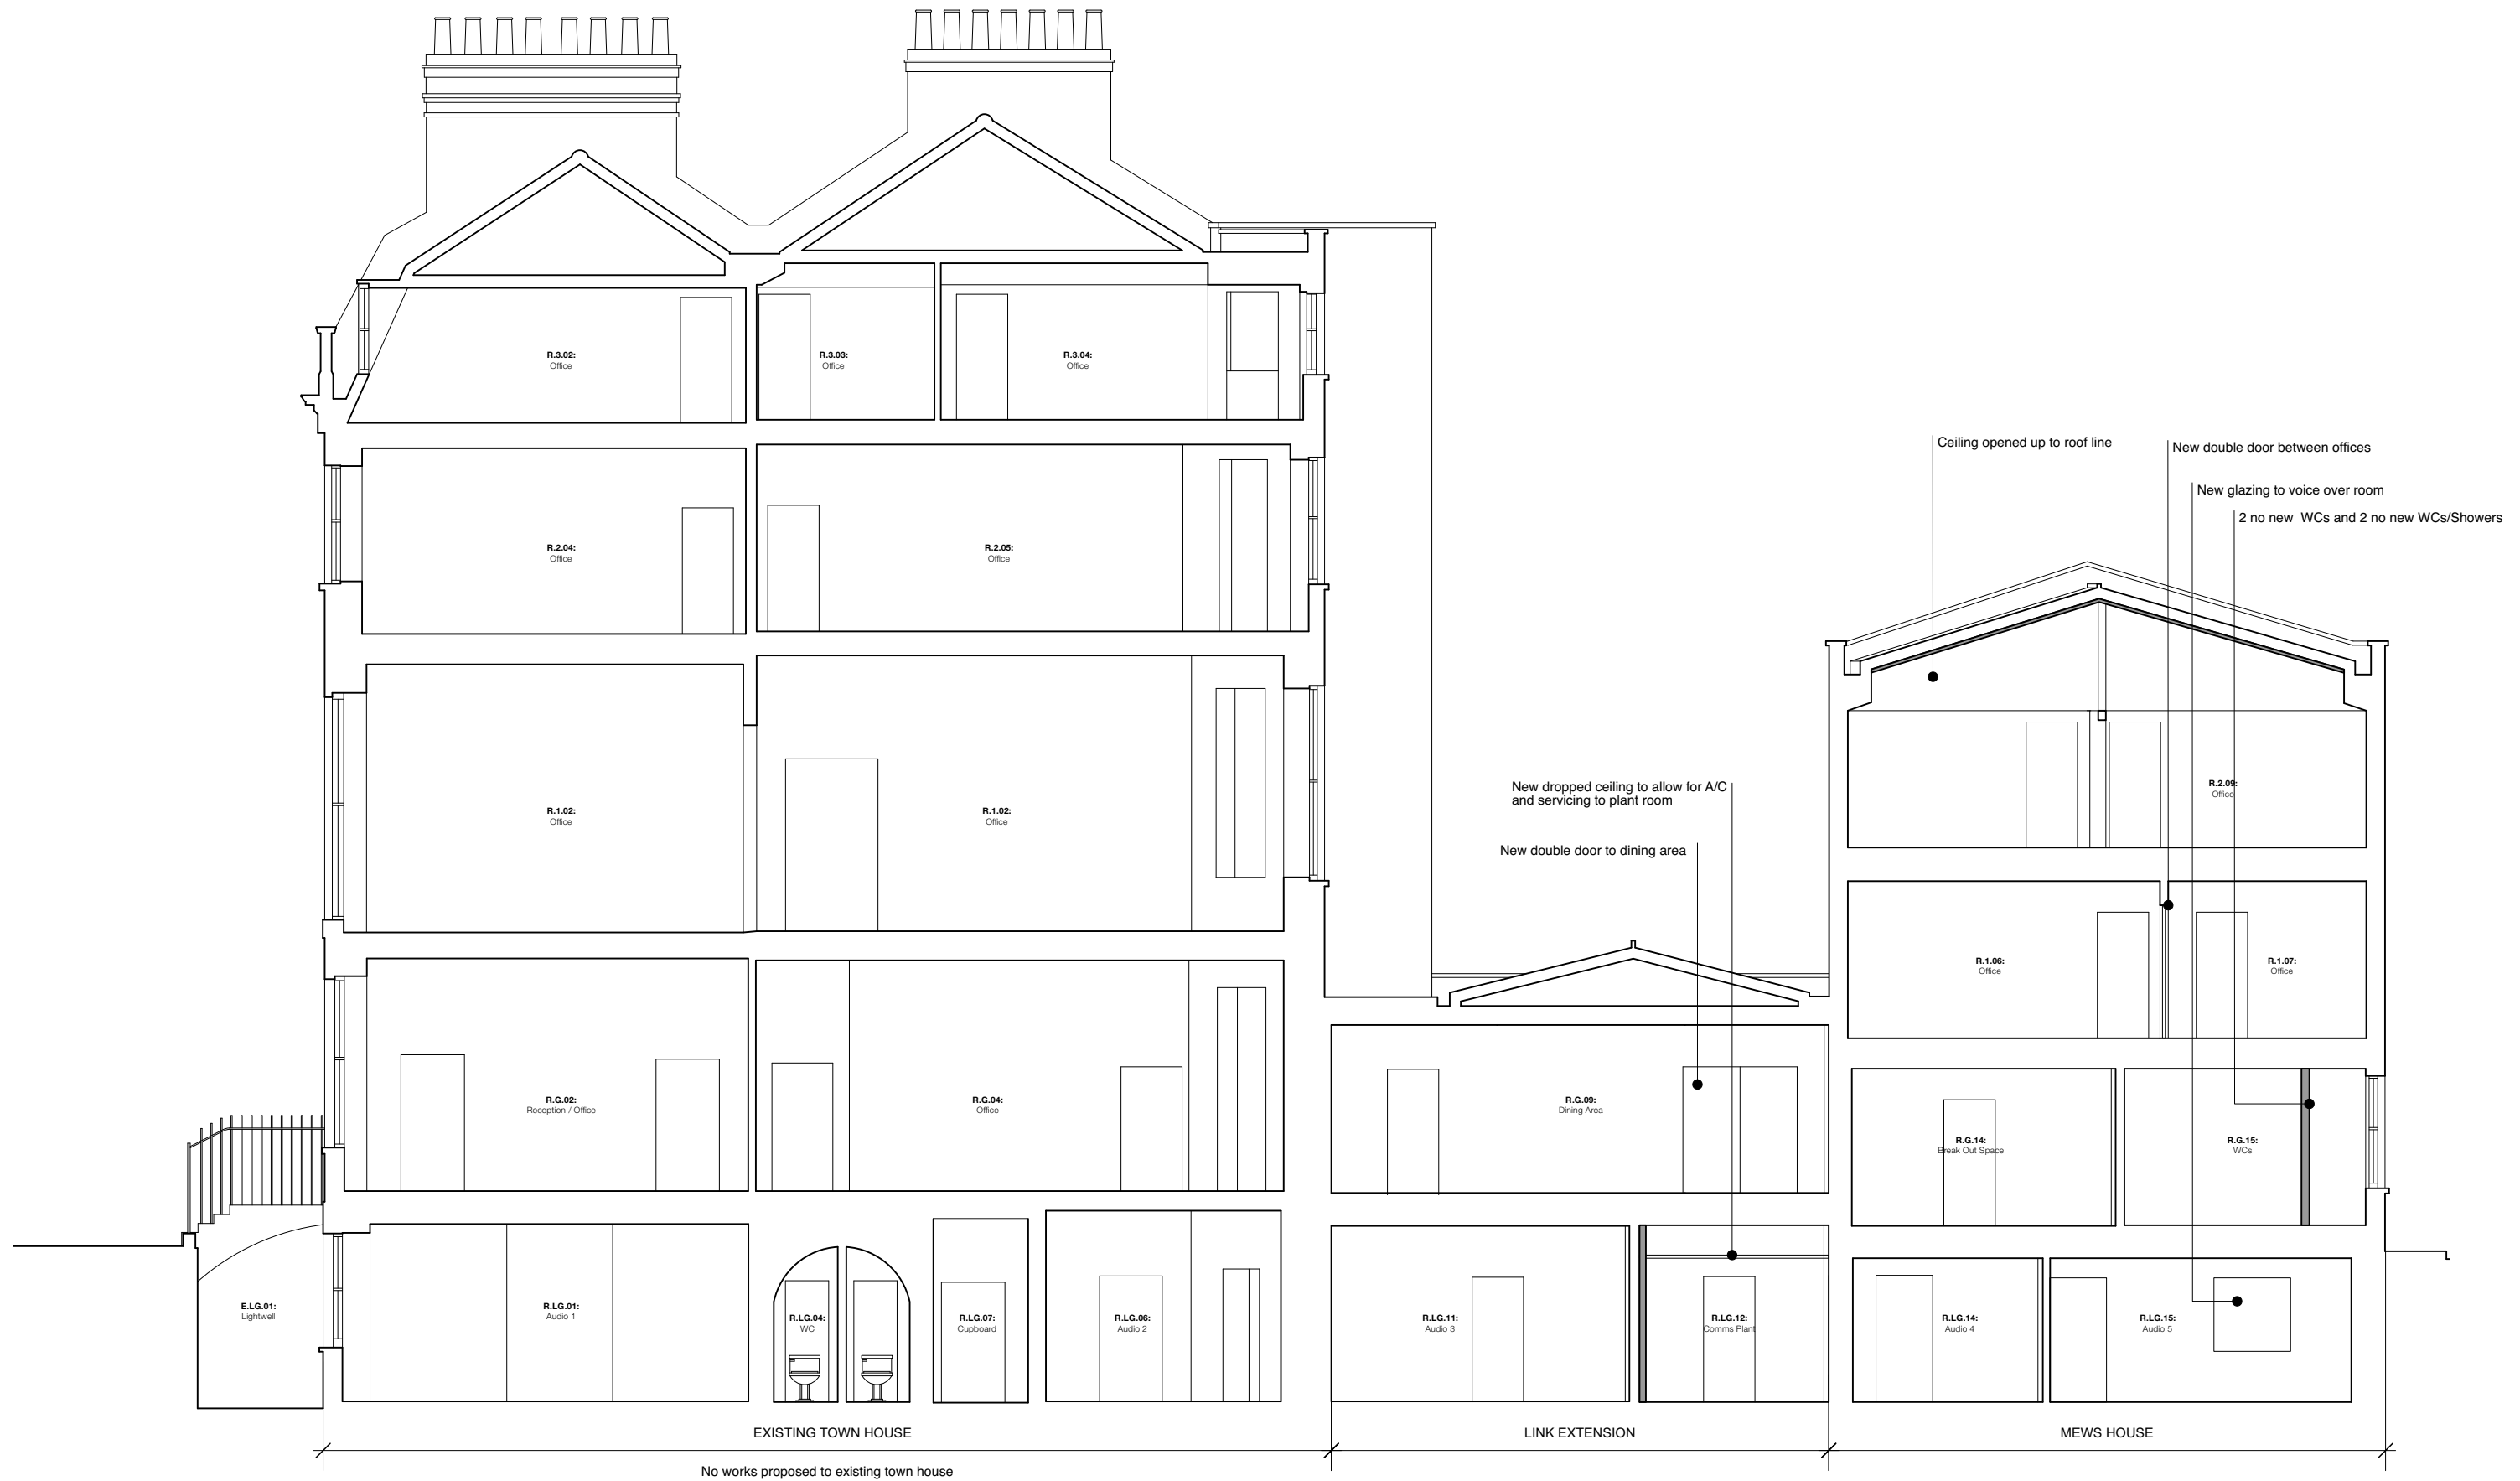 Ceiling opened up to roof line
New double door between offices
New glazing to voice over room
2 no new  WCs and 2 no new WCs/Showers
R.3.02:
Office
R.3.03:
Office
R.3.04:
Office
R.2.04:
Office
R.2.05:
Office
R.1.02:
Office
R.1.02:
Office
New dropped ceiling to allow for A/C
and servicing to plant room
New double door to dining area
R.2.09:
Office
R.1.06:
Office
R.1.07:
Office
R.G.02:
Reception / Office
R.G.04:
Office
R.G.09:
Dining Area
R.G.14:
Break Out Space
R.G.15:
WCs
E.LG.01:
Lightwell
R.LG.01:
Audio 1
R.LG.04:
WC
R.LG.07:
Cupboard
R.LG.06:
Audio 2
R.LG.11:
Audio 3
R.LG.12:
Comms Plant
R.LG.14:
Audio 4
R.LG.15:
Audio 5
EXISTING TOWN HOUSE
LINK EXTENSION
MEWS HOUSE
No works proposed to existing town house